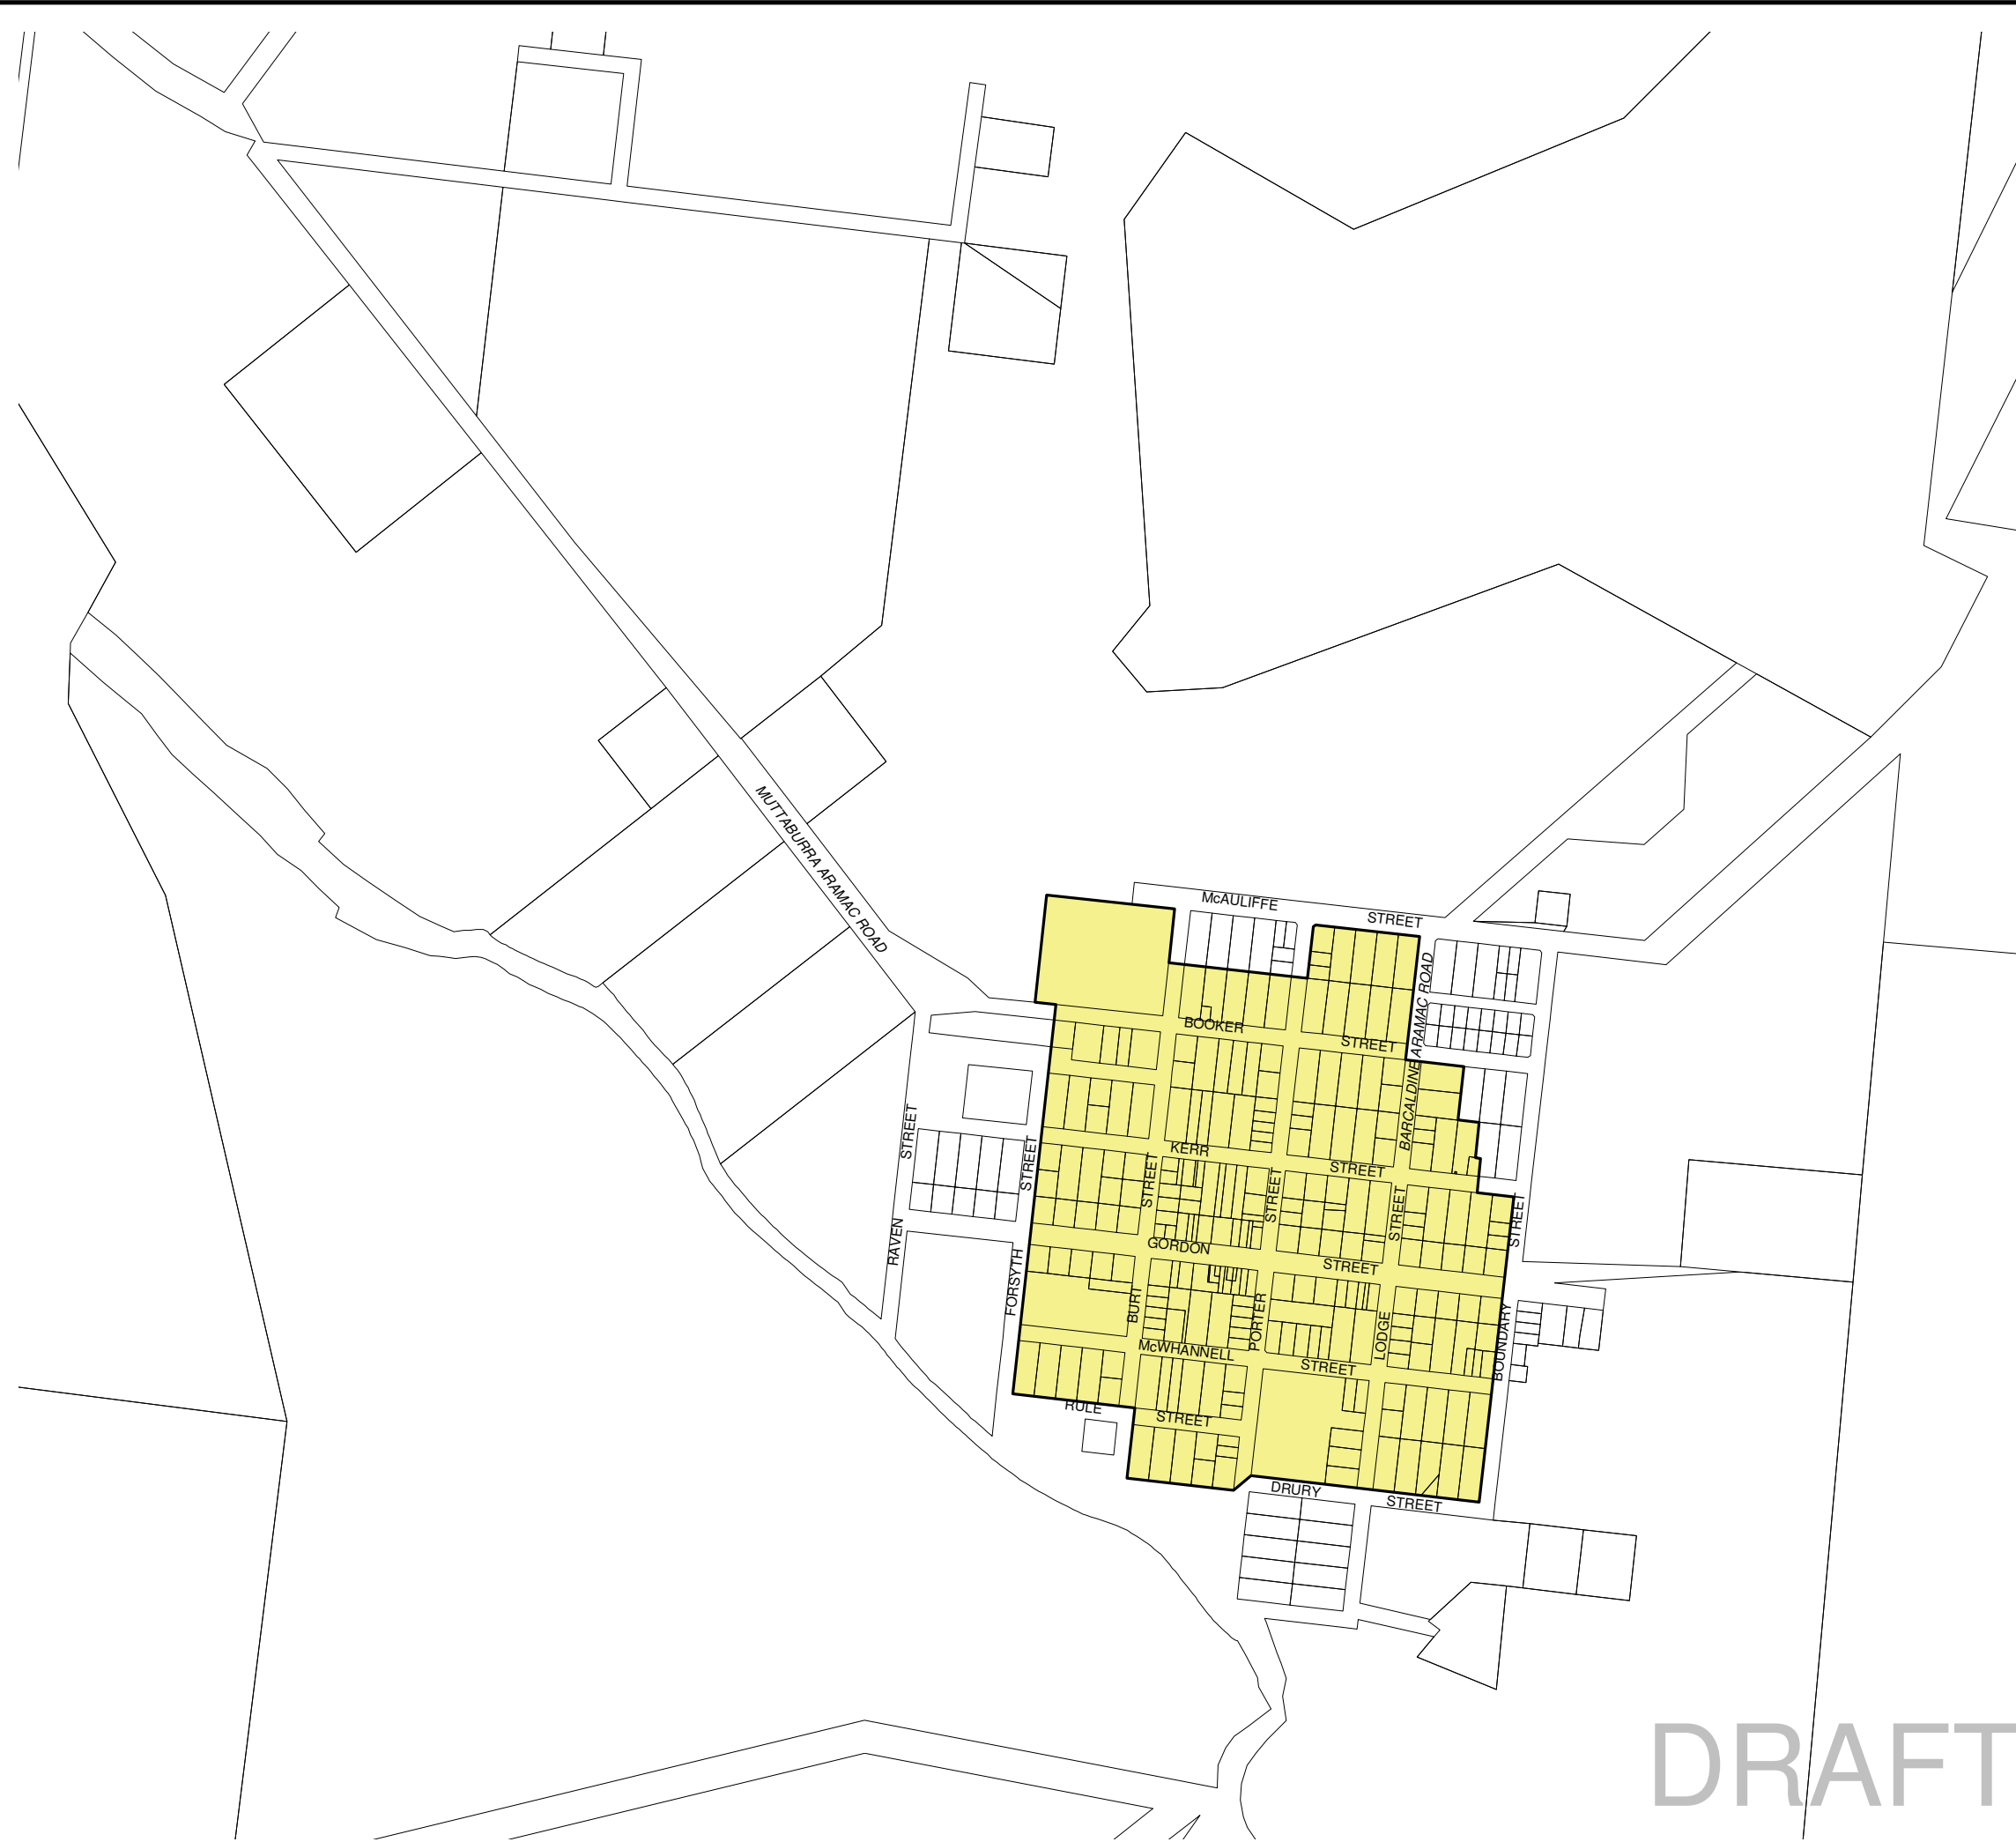 McAULIFFE STREET
MUTTABURRA ARAMAC ROAD
BARCALDINE ARAMAC ROAD
BOOKER STREET
KERR STREET
GORDON STREET
McWHANNELL STREET
RULE STREET
DRURY STREET
RAVEN STREET
FORSYTH STREET
BURT STREET
PORTER STREET
LODGE STREET
BOUNDARY STREET
DRAFT